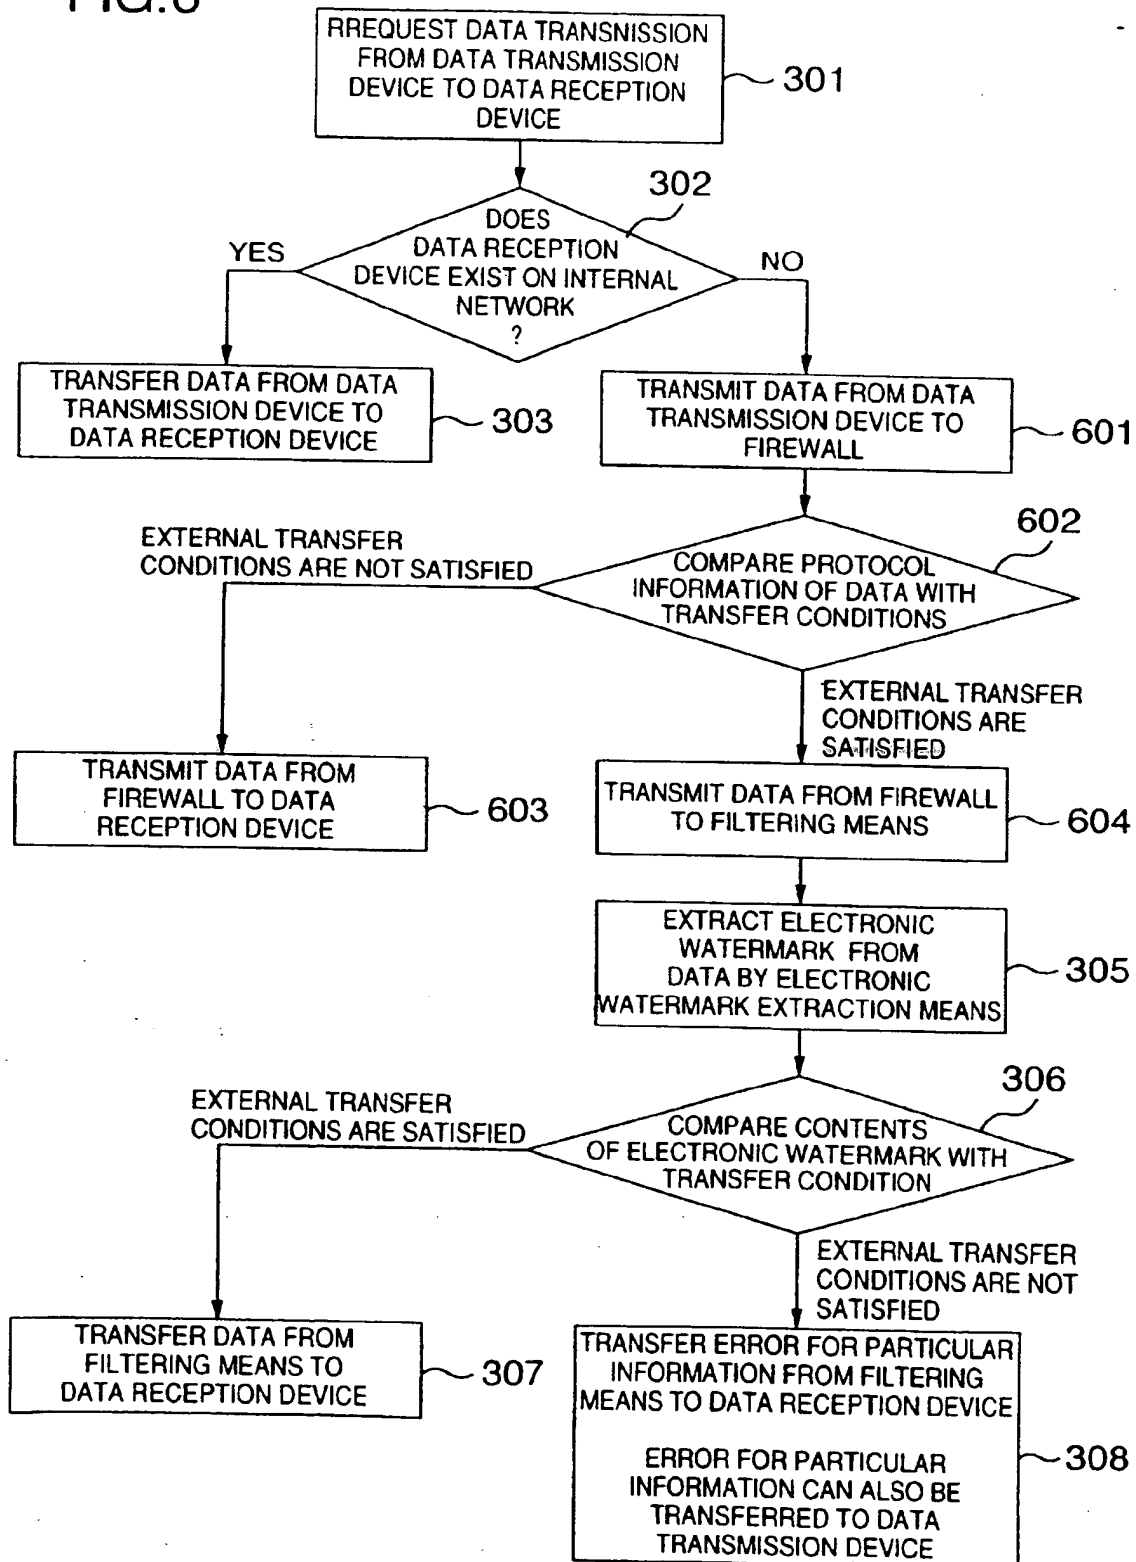 RREQUEST DATA TRANSNISSION
FROM DATA TRANSMISSION
DEVICE TO DATA RECEPTION
DEVICE
301
302
DOES
DATA RECEPTION
DEVICE EXIST ON INTERNAL
NETWORK
?
YES
NO
TRANSFER DATA FROM DATA
TRANSMISSION DEVICE TO
DATA RECEPTION DEVICE
303
TRANSMIT DATA FROM DATA
TRANSMISSION DEVICE TO
FIREWALL
601
602
COMPARE PROTOCOL
INFORMATION OF DATA WITH
TRANSFER CONDITIONS
EXTERNAL TRANSFER
CONDITIONS ARE NOT SATISFIED
EXTERNAL TRANSFER
CONDITIONS ARE
SATISFIED
TRANSMIT DATA FROM
FIREWALL TO DATA
RECEPTION DEVICE
603
TRANSMIT DATA FROM FIREWALL
TO FILTERING MEANS
604
EXTRACT ELECTRONIC
WATERMARK FROM
DATA BY ELECTRONIC
WATERMARK EXTRACTION MEANS
305
306
COMPARE CONTENTS
OF ELECTRONIC WATERMARK WITH
TRANSFER CONDITION
EXTERNAL TRANSFER
CONDITIONS ARE SATISFIED
EXTERNAL TRANSFER
CONDITIONS ARE NOT
SATISFIED
TRANSFER DATA FROM
FILTERING MEANS TO
DATA RECEPTION DEVICE
307
TRANSFER ERROR FOR PARTICULAR
INFORMATION FROM FILTERING
MEANS TO DATA RECEPTION DEVICE
ERROR FOR PARTICULAR
INFORMATION CAN ALSO BE
TRANSFERRED TO DATA
TRANSMISSION DEVICE
308